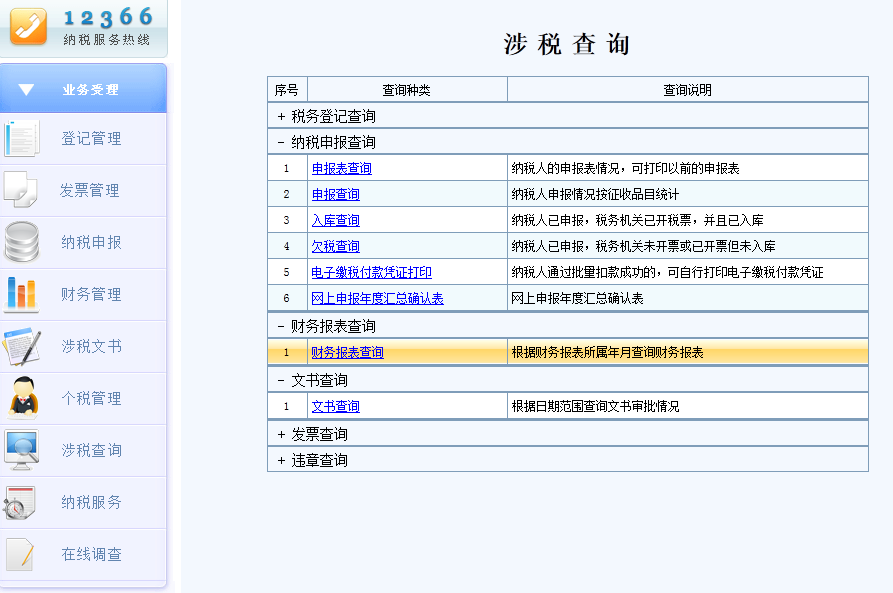 12366
纳税服务热线
业务受理
登记管理
发票管理
纳税申报
财务管理
涉税文书
个税管理
涉税查询
纳税服务
在线调查
涉税查询
序号 查询种类 查询说明
+ 税务登记查询
- 纳税申报查询
1 申报表查询 纳税人的申报表情况，可打印以前的申报表
2 申报查询 纳税人申报情况按征收品目统计
3 入库查询 纳税人已申报，税务机关已开税票，并且已入库
4 欠税查询 纳税人已申报，税务机关未开票或已开票但未入库
5 电子缴税付款凭证打印 纳税人通过批量扣款成功的，可自行打印电子缴税付款凭证
6 网上申报年度汇总确认表 网上申报年度汇总确认表
- 财务报表查询
1 财务报表查询 根据财务报表所属年月查询财务报表
- 文书查询
1 文书查询 根据日期范围查询文书审批情况
+ 发票查询
+ 违章查询